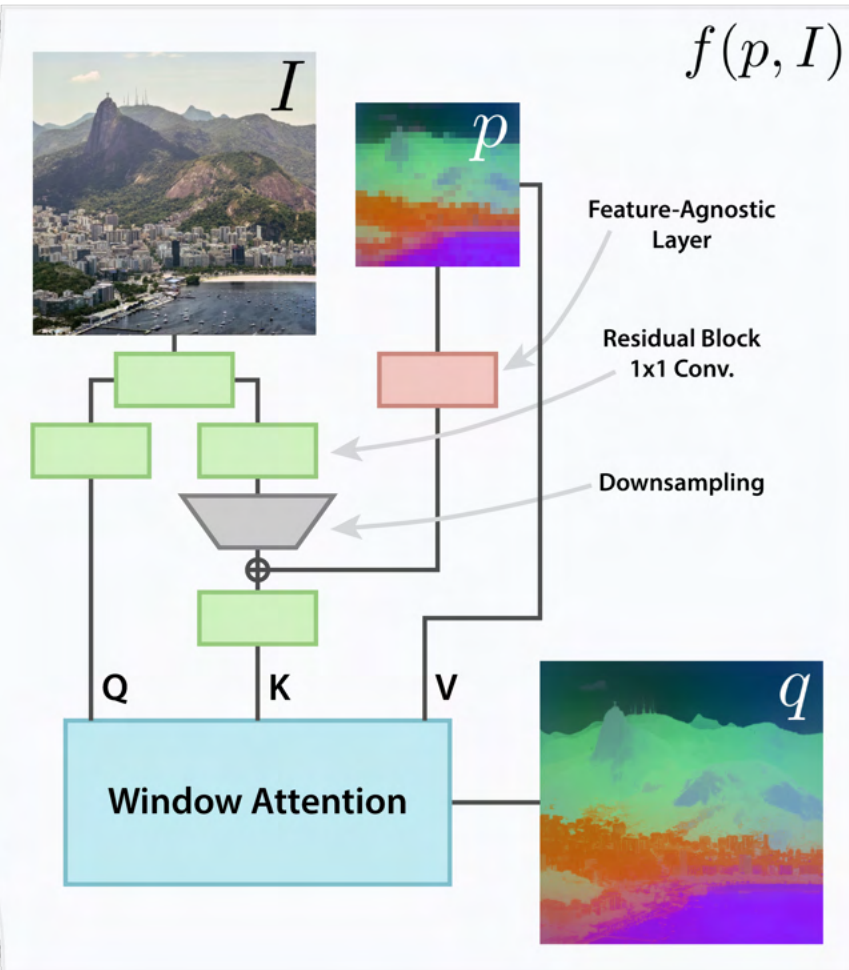 f(p, I)
I
p
Feature-Agnostic
Layer
Residual Block
1x1 Conv.
Downsampling
Q
K
V
q
Window Attention